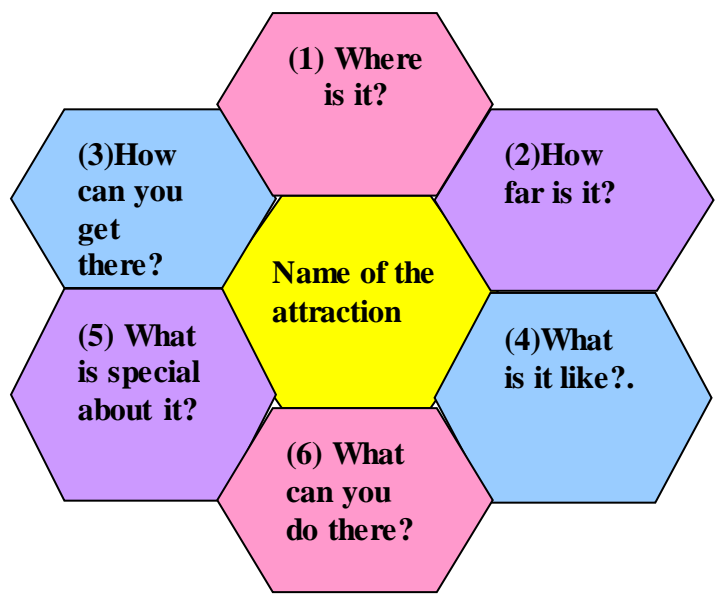 (1) Where
is it?
(2)How
far is it?
(3)How
can you
get
there?
Name of the
attraction
(4)What
is it like?.
(5) What
is special
about it?
(6) What
can you
do there?